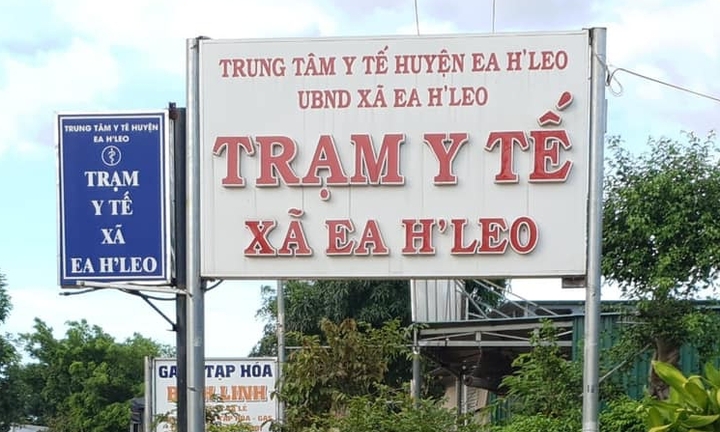 TRUNG TÂM Y TẾ HUYỆN EA H'LEO
UBND XÃ EA H'LEO
TRẠM Y TẾ
XÃ EA H'LEO
TRUNG TÂM Y TẾ HUYỆN
EA H'LEO
TRẠM
Y TẾ
XÃ
EA H'LEO
TẠP HÓA
LINH